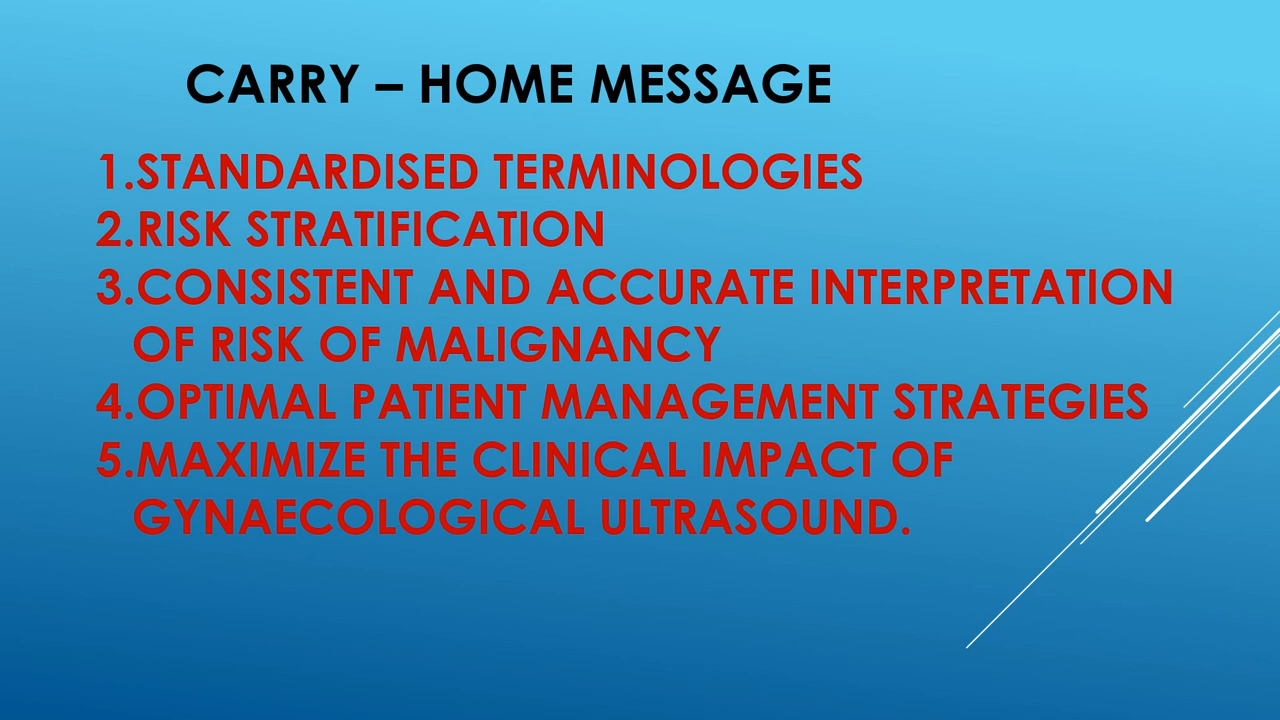 CARRY – HOME MESSAGE
1.STANDARDISED TERMINOLOGIES
2.RISK STRATIFICATION
3.CONSISTENT AND ACCURATE INTERPRETATION
OF RISK OF MALIGNANCY
4.OPTIMAL PATIENT MANAGEMENT STRATEGIES
5.MAXIMIZE THE CLINICAL IMPACT OF
GYNAECOLOGICAL ULTRASOUND.